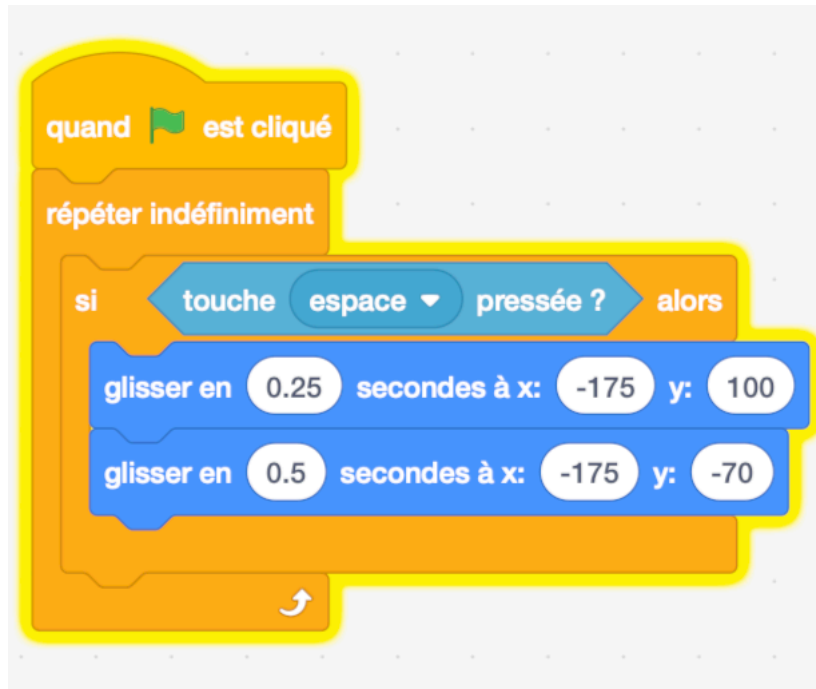 quand est cliqué
répéter indéfiniment
si touche espace pressée ? alors
glisser en 0.25 secondes à x: -175 y: 100
glisser en 0.5 secondes à x: -175 y: -70